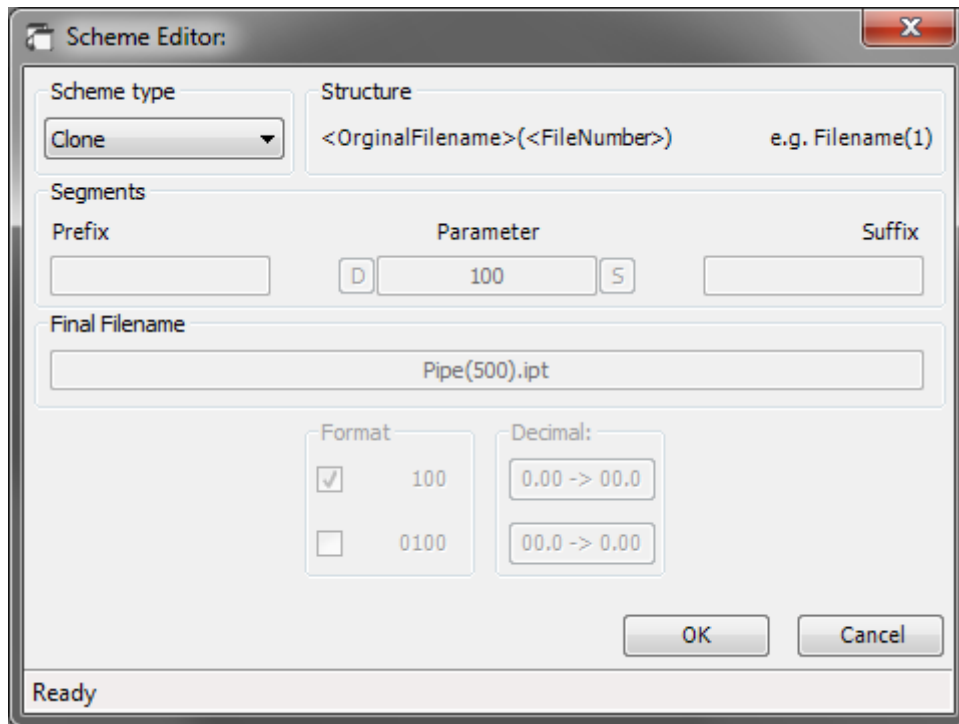 Scheme Editor:
Scheme type
Clone
Structure
<OrginalFilename>(<FileNumber>) e.g. Filename(1)
Segments
Prefix Parameter Suffix
D 100 S
Final Filename
Pipe(500).ipt
Format Decimal:
100 0.00 -> 00.0
0100 00.0 -> 0.00
OK Cancel
Ready